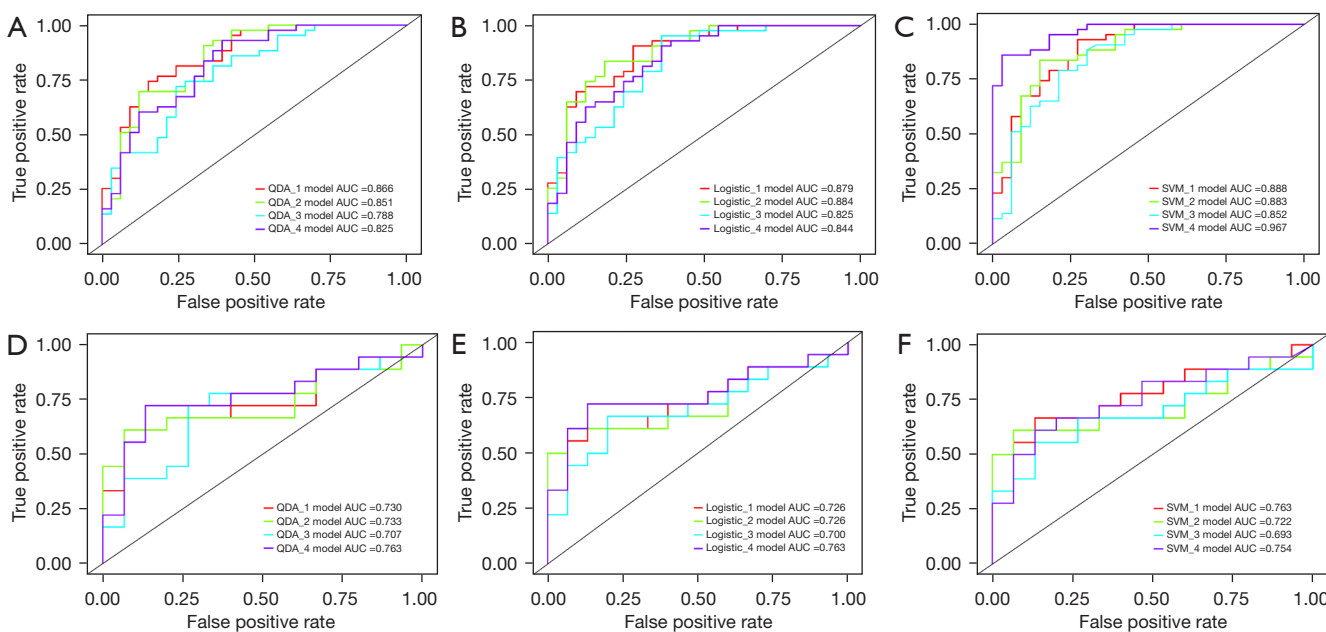 A
True positive rate
1.00
0.75
0.50
0.25
0.00
QDA_1 model AUC =0.866
QDA_2 model AUC =0.851
QDA_3 model AUC =0.788
QDA_4 model AUC =0.825
0.00 0.25 0.50 0.75 1.00
False positive rate
B
True positive rate
1.00
0.75
0.50
0.25
0.00
Logistic_1 model AUC =0.879
Logistic_2 model AUC =0.884
Logistic_3 model AUC =0.825
Logistic_4 model AUC =0.844
0.00 0.25 0.50 0.75 1.00
False positive rate
C
True positive rate
1.00
0.75
0.50
0.25
0.00
SVM_1 model AUC =0.888
SVM_2 model AUC =0.883
SVM_3 model AUC =0.852
SVM_4 model AUC =0.967
0.00 0.25 0.50 0.75 1.00
False positive rate
D
True positive rate
1.00
0.75
0.50
0.25
0.00
QDA_1 model AUC =0.730
QDA_2 model AUC =0.733
QDA_3 model AUC =0.707
QDA_4 model AUC =0.763
0.00 0.25 0.50 0.75 1.00
False positive rate
E
True positive rate
1.00
0.75
0.50
0.25
0.00
Logistic_1 model AUC =0.726
Logistic_2 model AUC =0.726
Logistic_3 model AUC =0.700
Logistic_4 model AUC =0.763
0.00 0.25 0.50 0.75 1.00
False positive rate
F
True positive rate
1.00
0.75
0.50
0.25
0.00
SVM_1 model AUC =0.763
SVM_2 model AUC =0.722
SVM_3 model AUC =0.693
SVM_4 model AUC =0.754
0.00 0.25 0.50 0.75 1.00
False positive rate